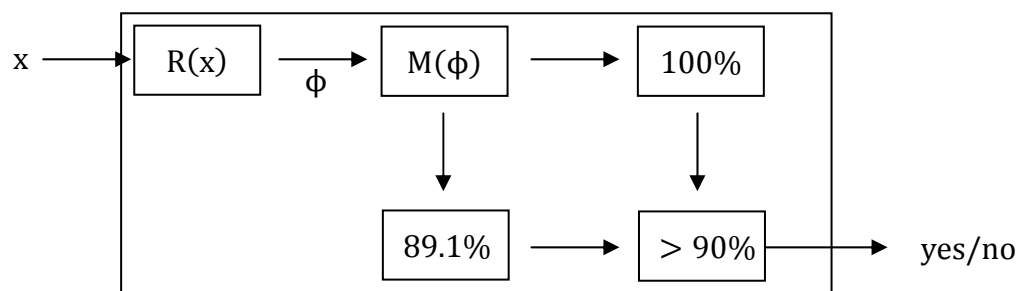 x
R(x)
ϕ
M(ϕ)
100%
89.1%
> 90%
yes/no